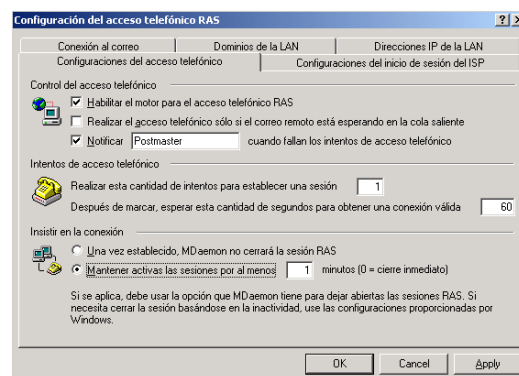 Configuración del acceso telefónico RAS
Conexión al correo
Dominios de la LAN
Direcciones IP de la LAN
Configuraciones del acceso telefónico
Configuraciones del inicio de sesión del ISP
Control del acceso telefónico
Habilitar el motor para el acceso telefónico RAS
Realizar el acceso telefónico sólo si el correo remoto está esperando en la cola saliente
Notificar Postmaster cuando fallan los intentos de acceso telefónico
Intentos de acceso telefónico
Realizar esta cantidad de intentos para establecer una sesión 1
Después de marcar, esperar esta cantidad de segundos para obtener una conexión válida 60
Insistir en la conexión
Una vez establecido, MDaemon no cerrará la sesión RAS
Mantener activas las sesiones por al menos 1 minutos (0 = cierre inmediato)
Si se aplica, debe usar la opción que MDaemon tiene para dejar abiertas las sesiones RAS. Si
necesita cerrar la sesión basándose en la inactividad, use las configuraciones proporcionadas por
Windows.
OK
Cancel
Apply